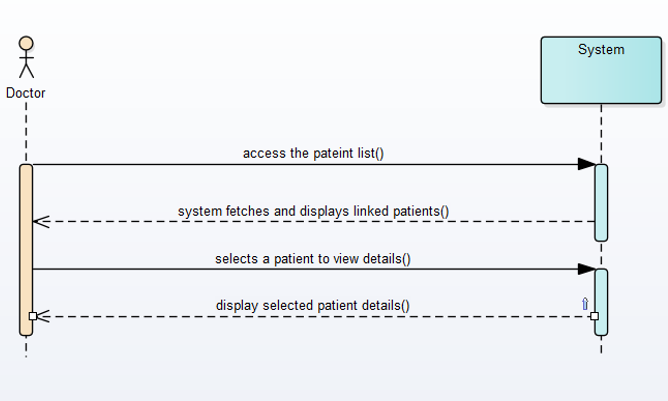 System
Doctor
access the pateint list()
system fetches and displays linked patients()
selects a patient to view details()
display selected patient details()